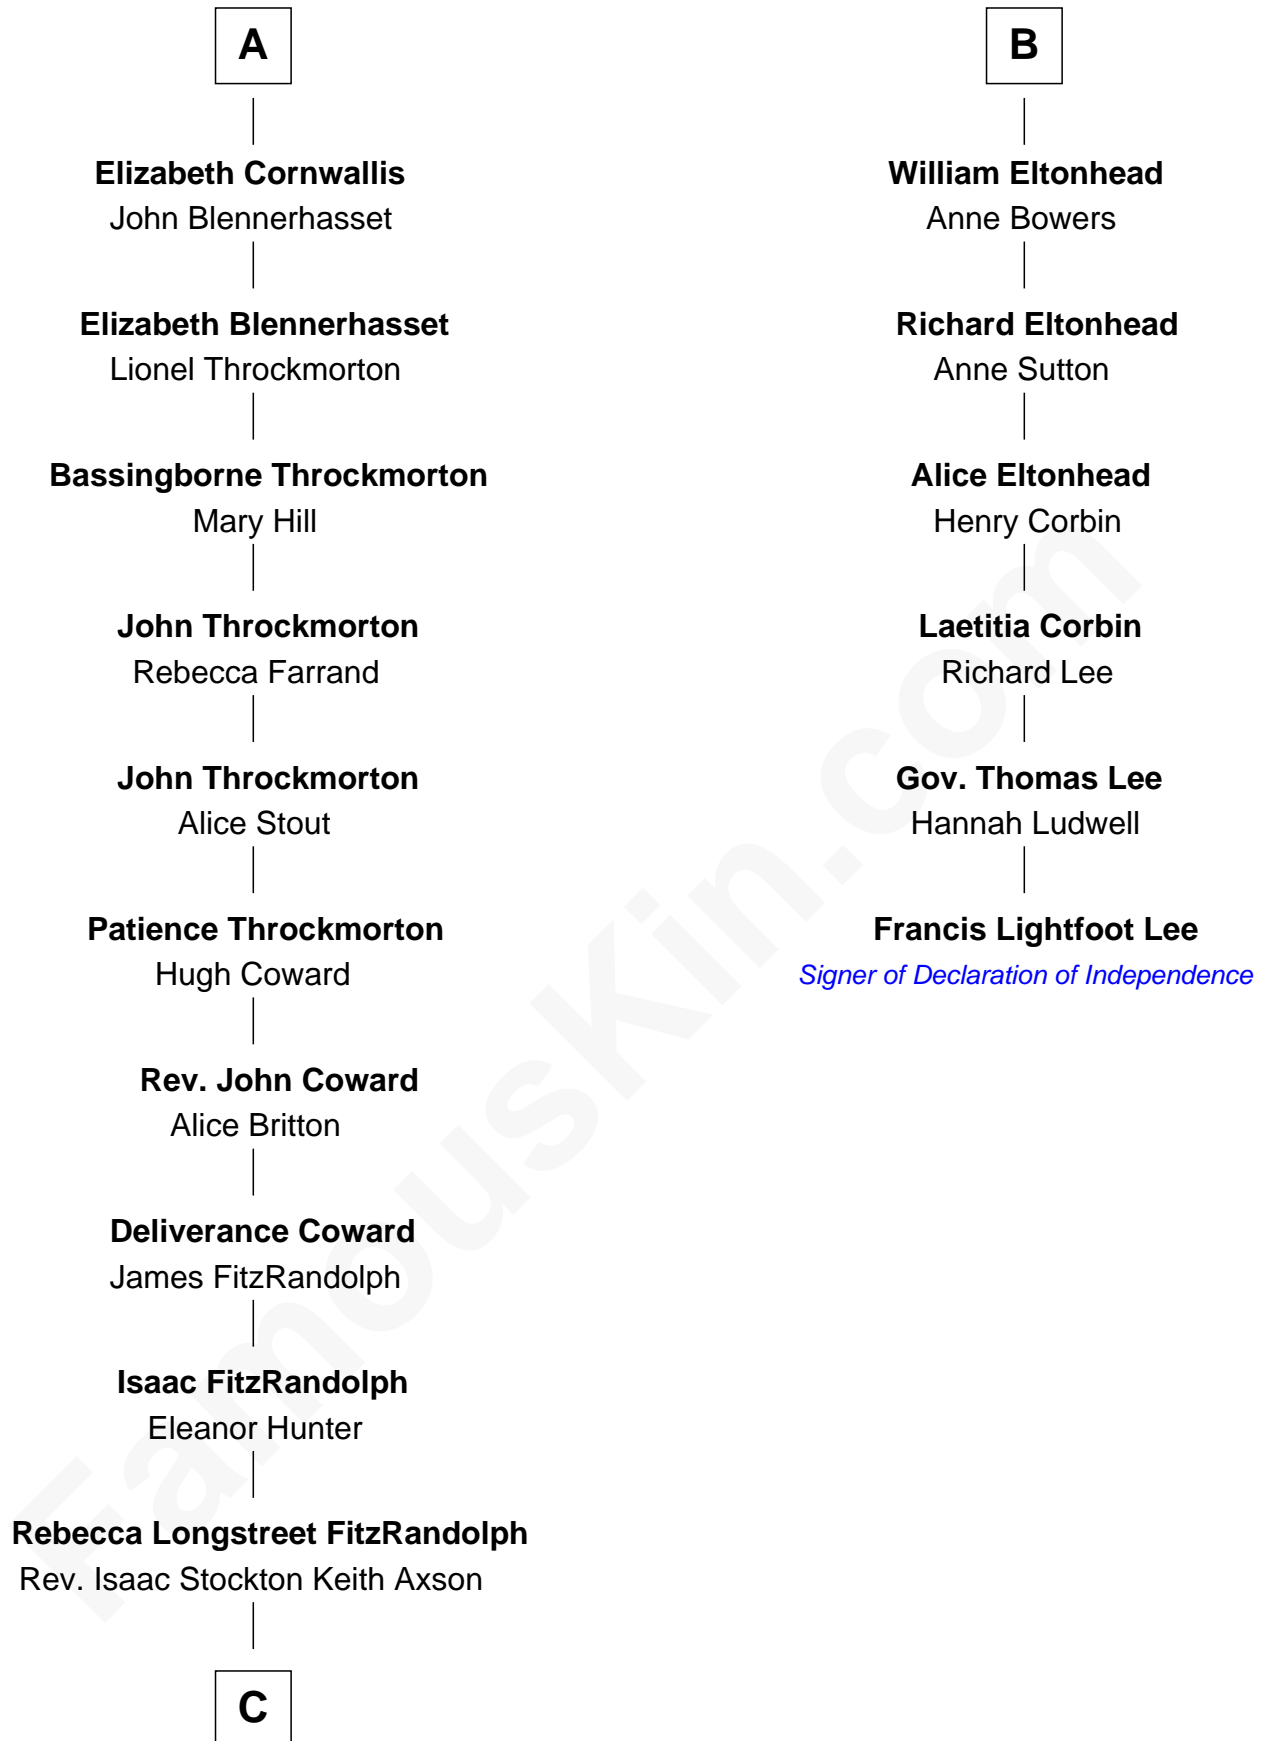 A
Elizabeth Cornwallis
John Blennerhasset
Elizabeth Blennerhasset
Lionel Throckmorton
Bassingborne Throckmorton
Mary Hill
John Throckmorton
Rebecca Farrand
John Throckmorton
Alice Stout
Patience Throckmorton
Hugh Coward
Rev. John Coward
Alice Britton
Deliverance Coward
James FitzRandolph
Isaac FitzRandolph
Eleanor Hunter
Rebecca Longstreet FitzRandolph
Rev. Isaac Stockton Keith Axson
C
B
William Eltonhead
Anne Bowers
Richard Eltonhead
Anne Sutton
Alice Eltonhead
Henry Corbin
Laetitia Corbin
Richard Lee
Gov. Thomas Lee
Hannah Ludwell
Francis Lightfoot Lee
Signer of Declaration of Independence
FamousKin.com